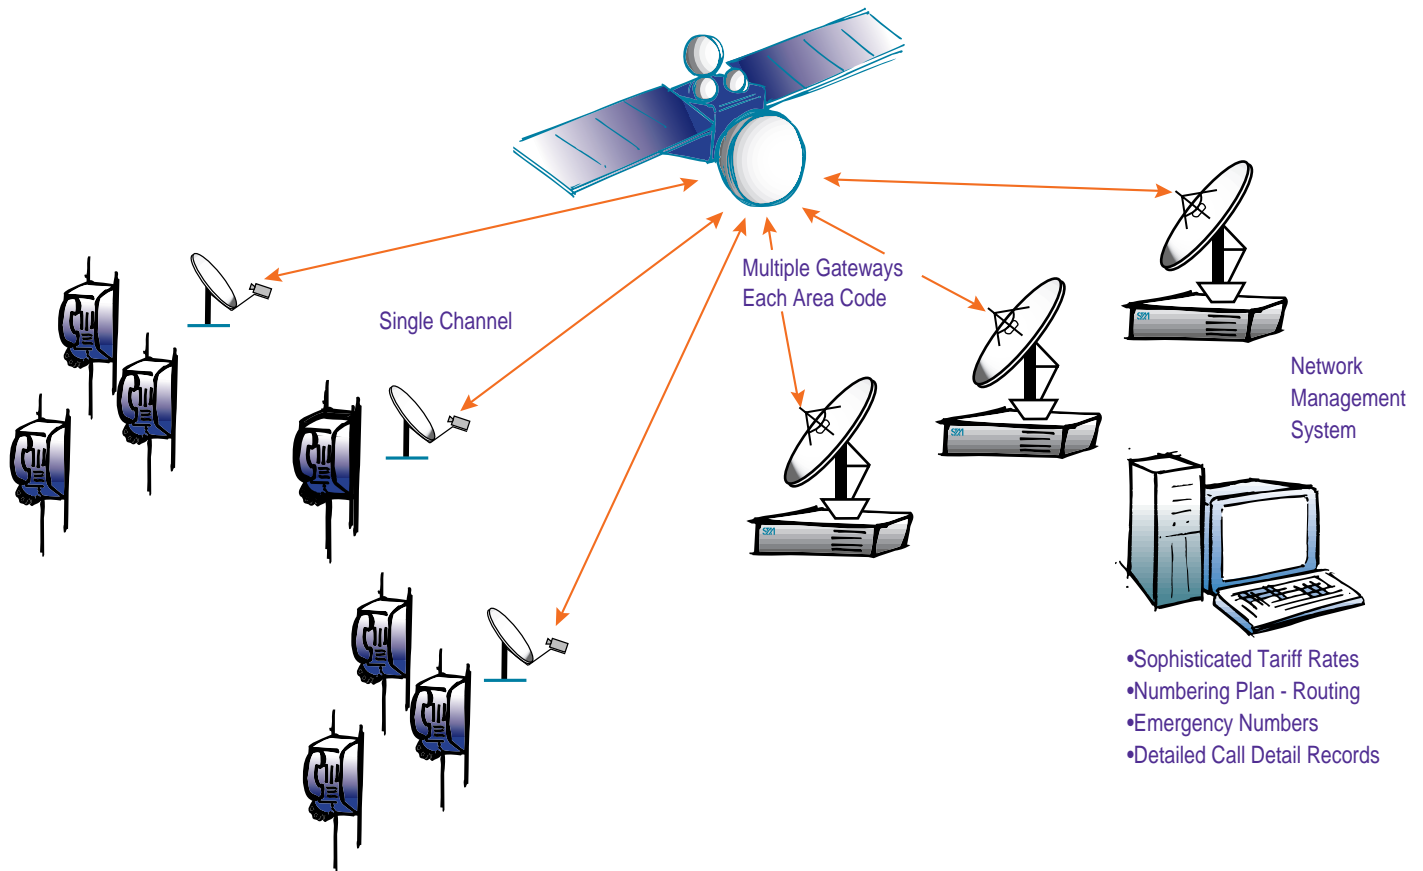 Multiple Gateways
Each Area Code
Single Channel
Network
Management
System
•Sophisticated Tariff Rates
•Numbering Plan - Routing
•Emergency Numbers
•Detailed Call Detail Records